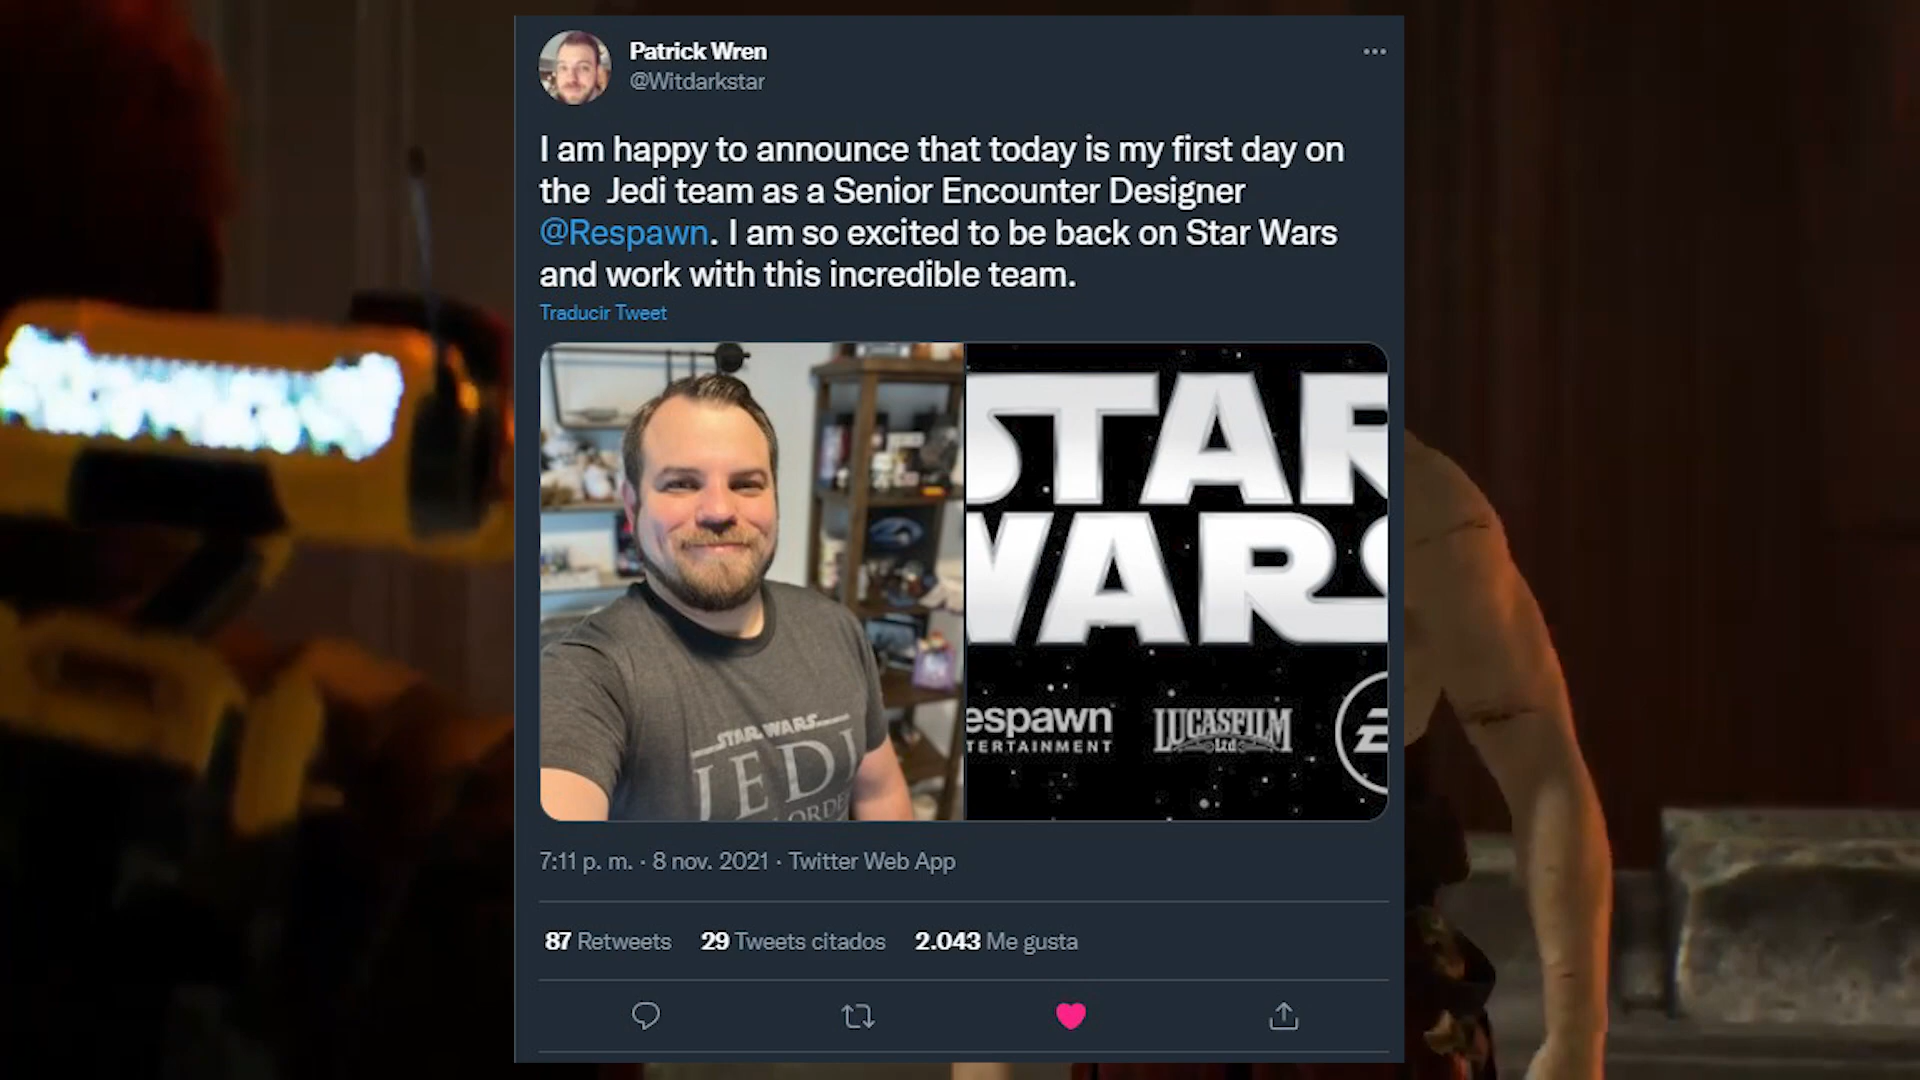 Patrick Wren
@Witdarkstar
I am happy to announce that today is my first day on
the  Jedi team as a Senior Encounter Designer
@Respawn. I am so excited to be back on Star Wars
and work with this incredible team.
Traducir Tweet
STAR
WARS
STAR WARS
JEDI
ORDE
espawn
TERTAINMENT
LUCASFILM
Ltd
E
7:11 p. m. · 8 nov. 2021 · Twitter Web App
87 Retweets 29 Tweets citados 2.043 Me gusta